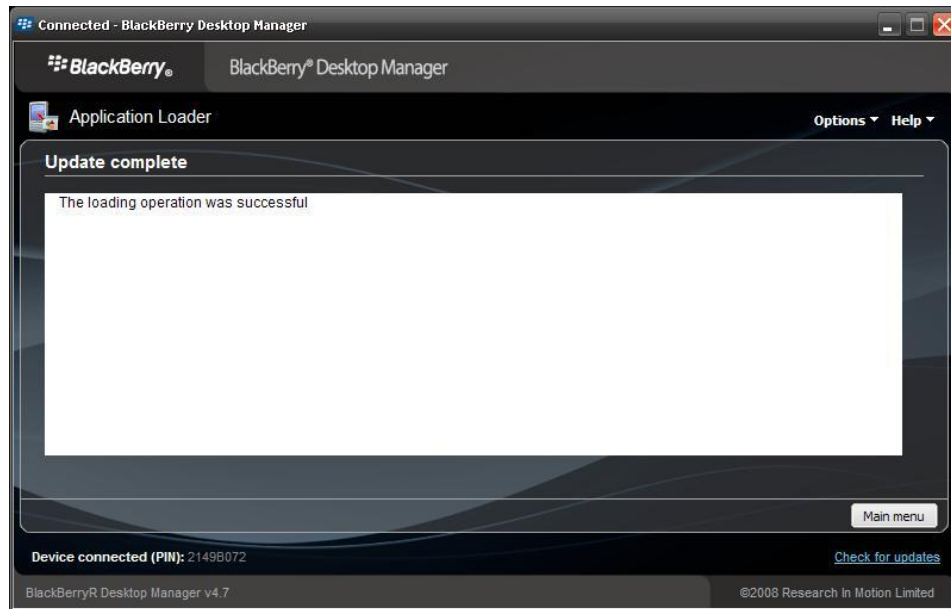 Connected - BlackBerry Desktop Manager
BlackBerry® BlackBerry® Desktop Manager
Application Loader Options Help
Update complete
The loading operation was successful
Main menu
Device connected (PIN): 2149B072 Check for updates
BlackBerryR Desktop Manager v4.7 ©2008 Research In Motion Limited